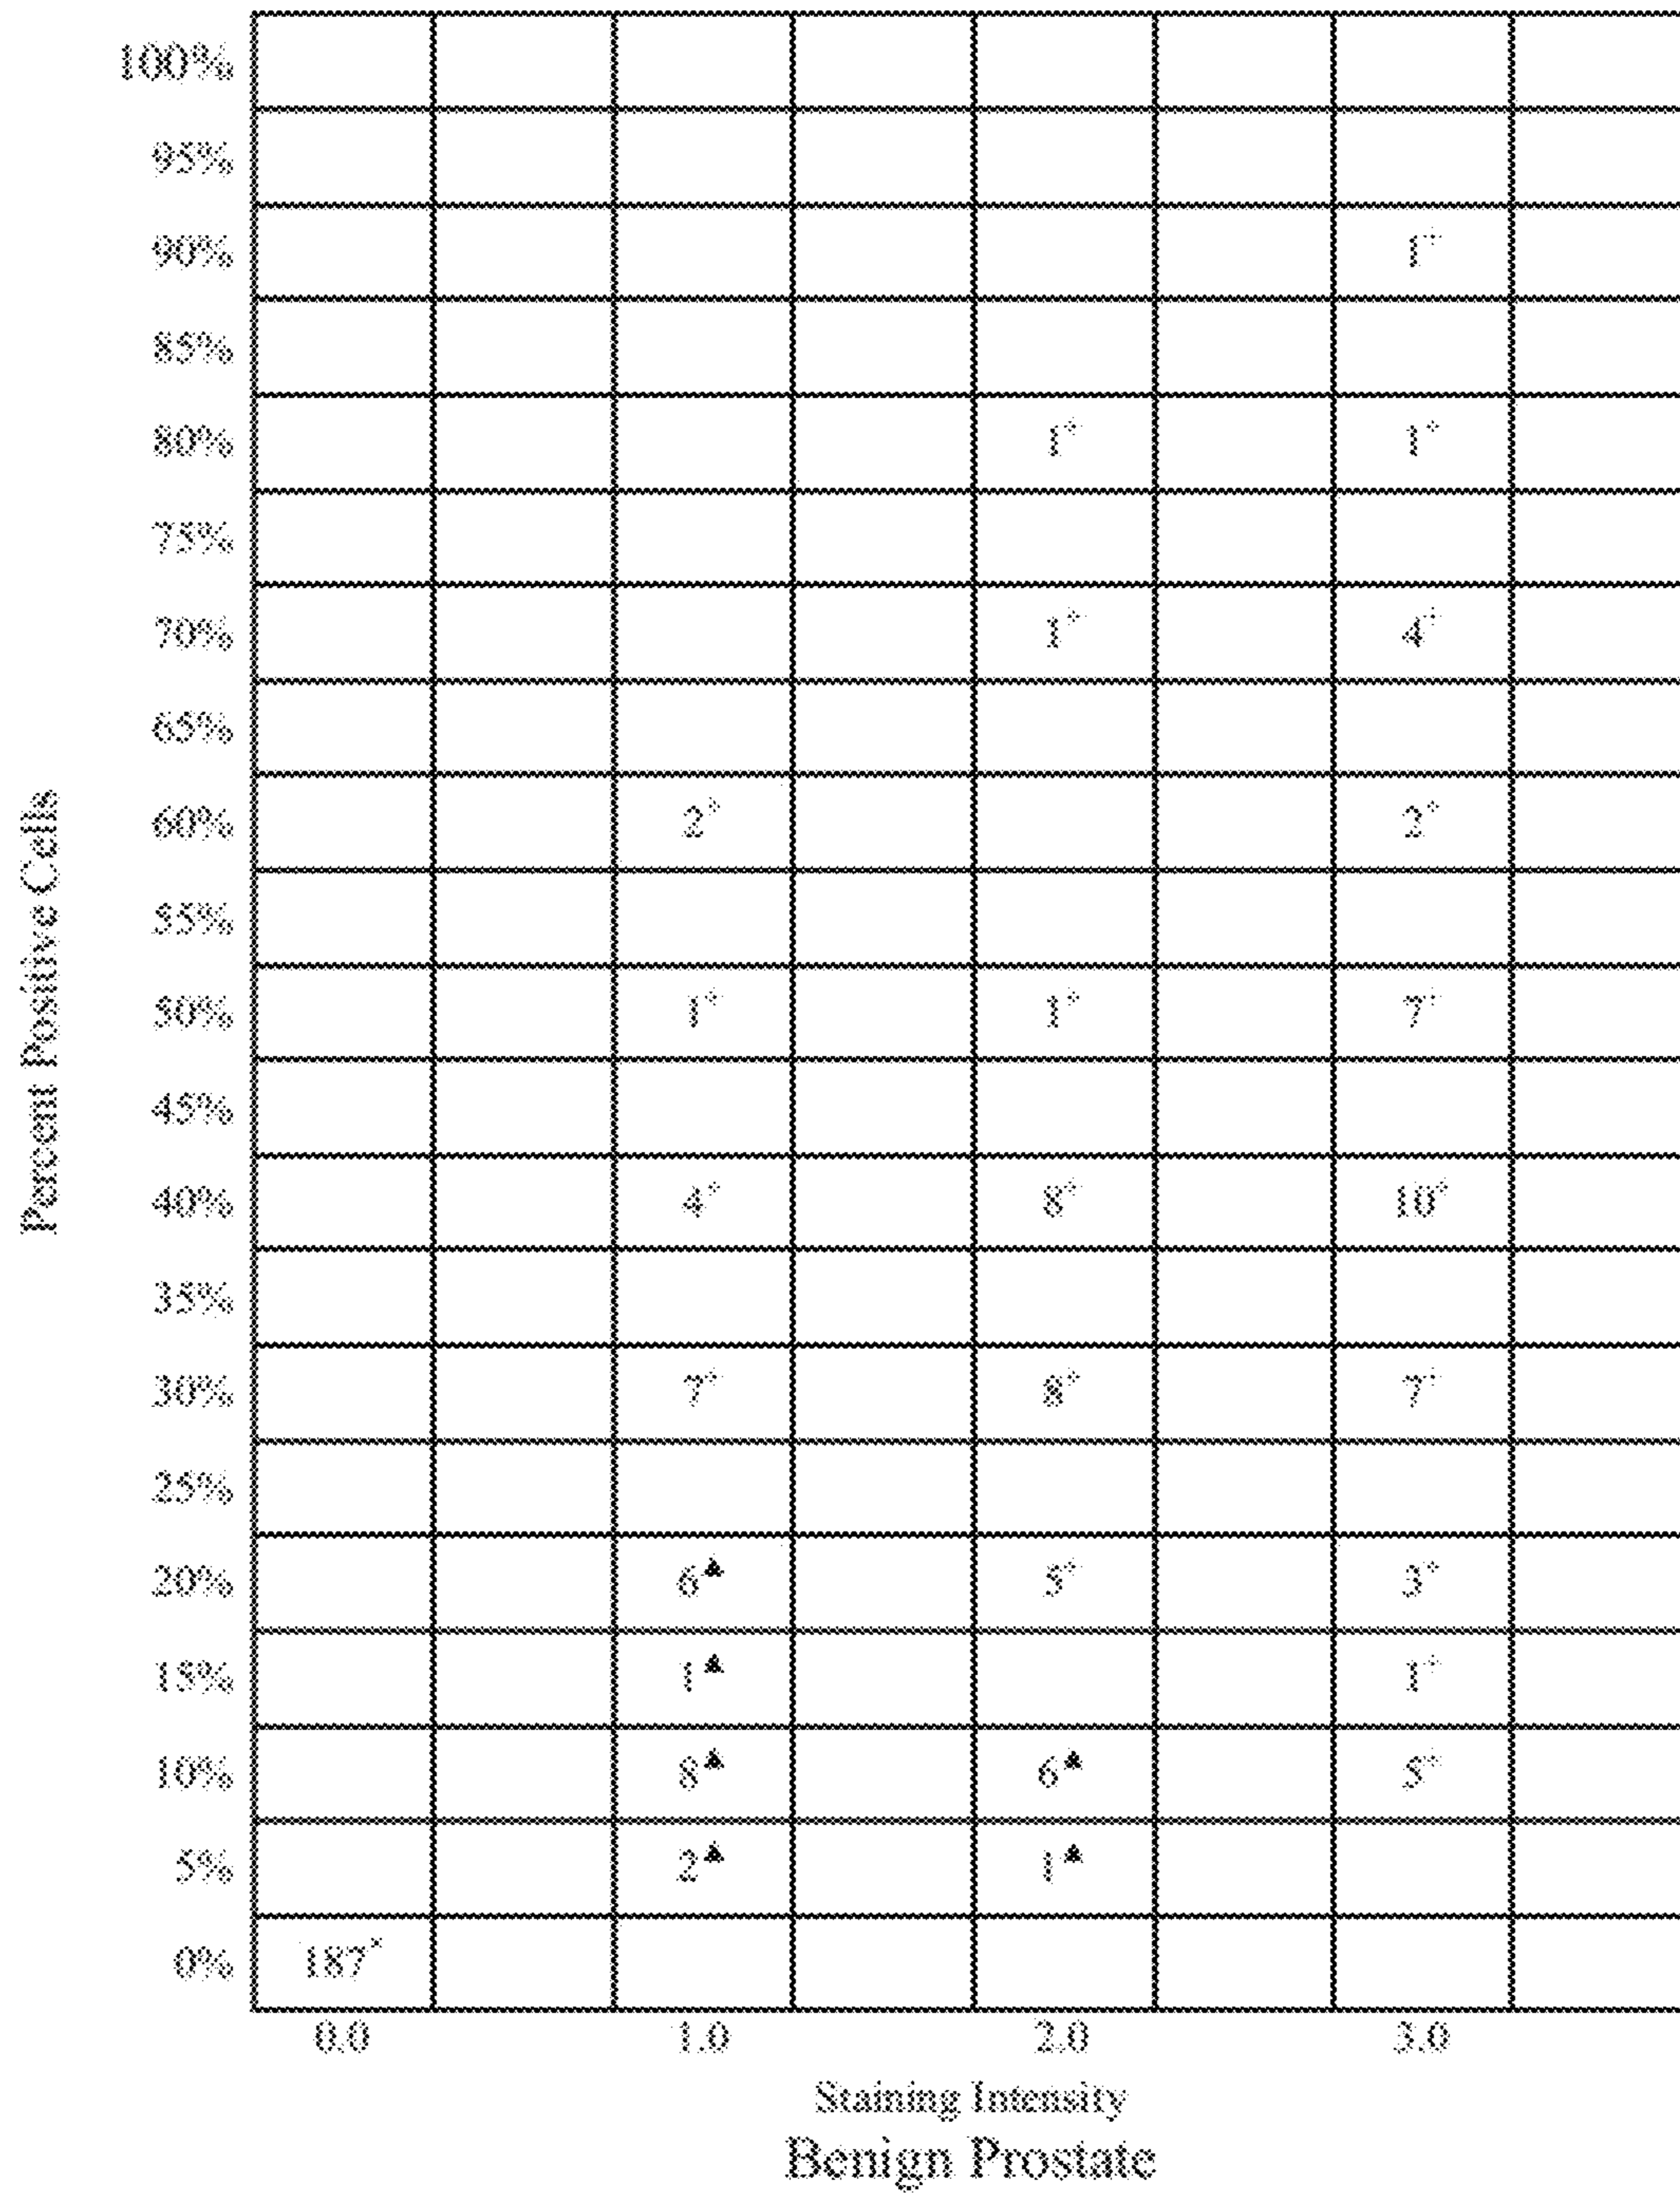 100%
95%
90% 1+
85%
80% 1+ 1+
75%
70% 1+ 4+
65%
60% 2+ 2+
55%
50% 1+ 1+ 7+
45%
40% 4+ 8+ 10+
35%
30% 7+ 8+ 7+
25%
20% 6▲ 5+ 3+
15% 1▲ 1+
10% 8▲ 6▲ 5+
5% 2▲ 1▲
0% 187×
0.0 1.0 2.0 3.0
Percent Positive Cells
Staining Intensity
Benign Prostate